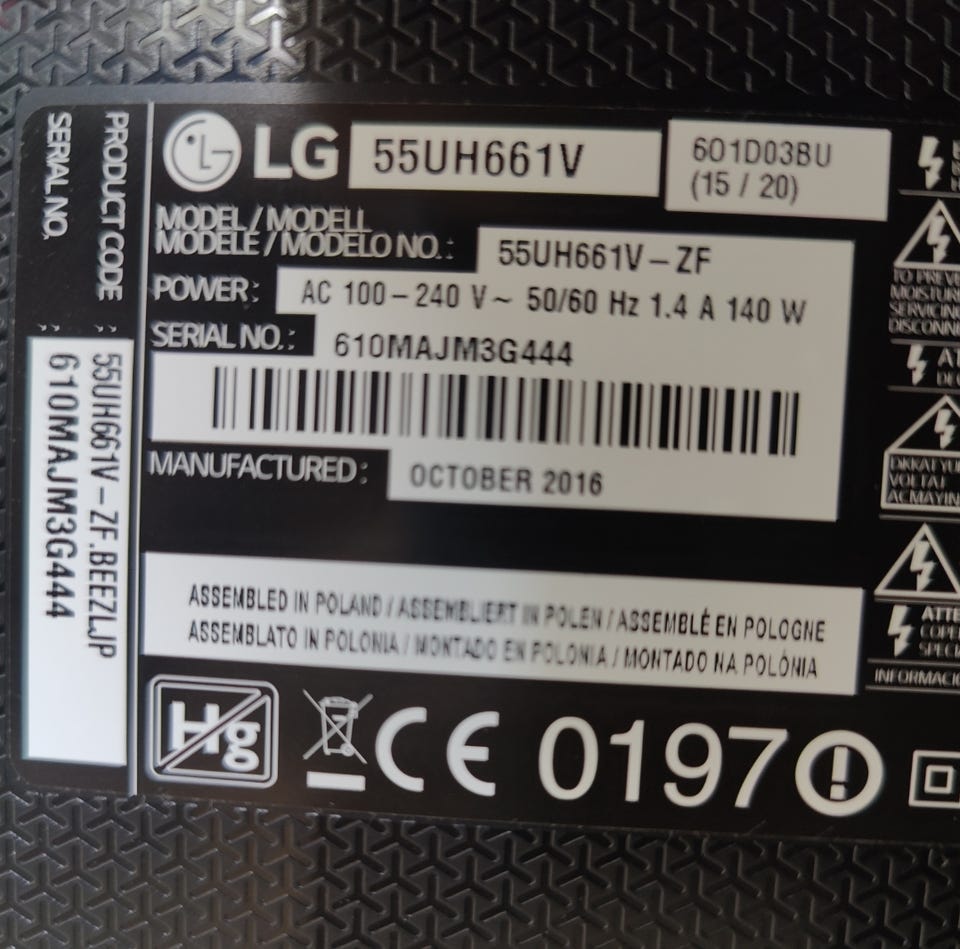 LG 55UH661V
601D03BU
(15 / 20)
MODEL / MODELL
MODÈLE / MODELO NO. : 55UH661V – ZF
POWER : AC 100 – 240 V ~ 50/60 Hz 1.4 A 140 W
SERIAL NO. : 610MAJM3G444
MANUFACTURED : OCTOBER 2016
ASSEMBLED IN POLAND / ASSEMBLIERT IN POLEN / ASSEMBLÉ EN POLOGNE
ASSEMBLATO IN POLONIA / MONTADO EN POLONIA / MONTADO NA POLÓNIA
Hg CE 0197
PRODUCT CODE : 55UH661V – ZF.BEEZLJP
SERIAL NO. : 610MAJM3G444
TO